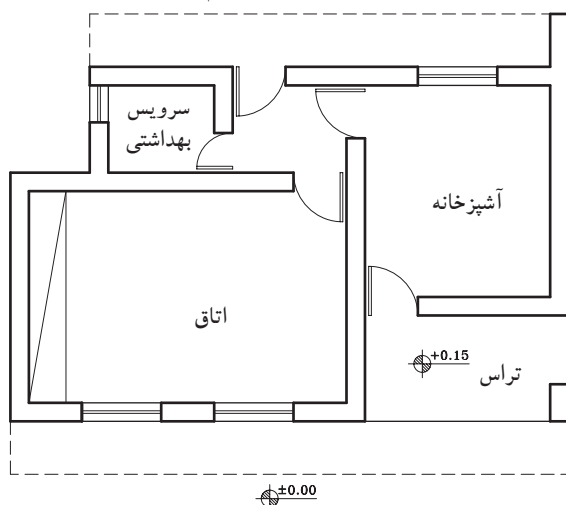 سرویس
بهداشتی
آشپزخانه
اتاق
+0.15
تراس
±0.00